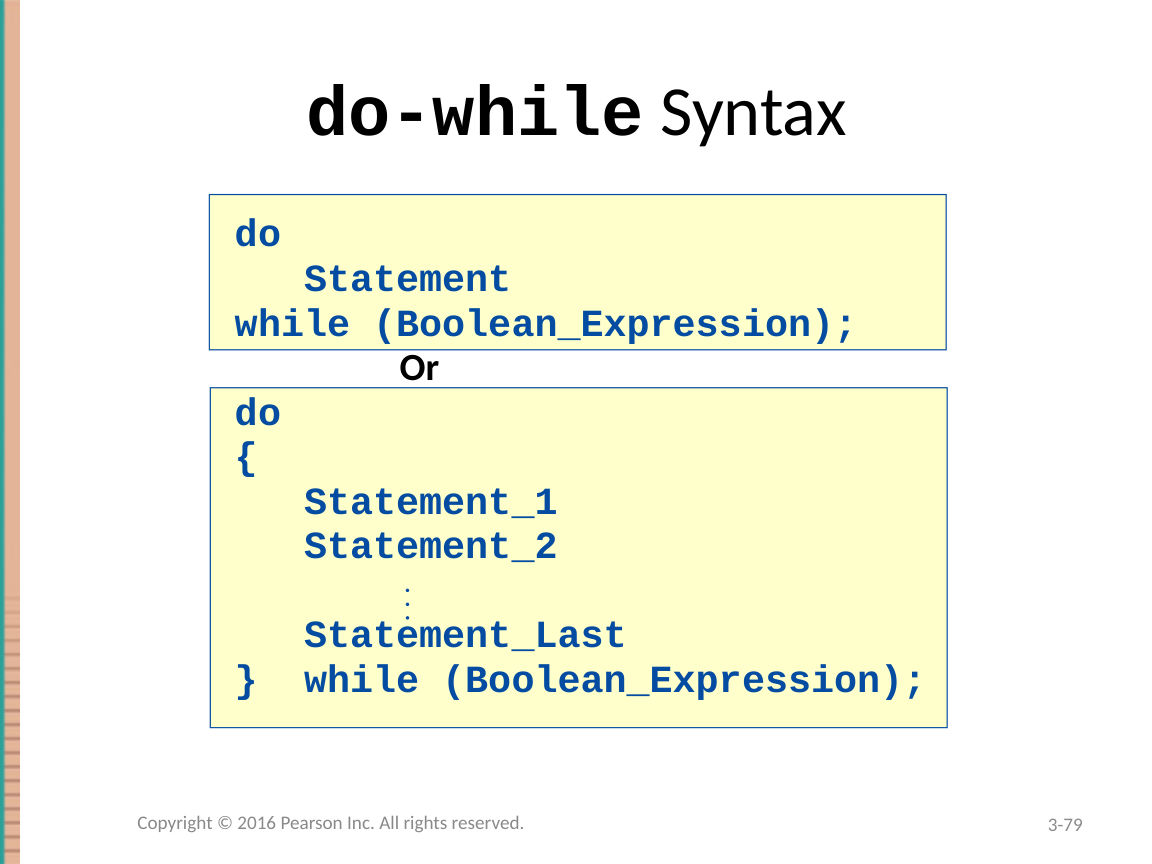 do-while Syntax
do
   Statement
while (Boolean_Expression);
Or
do
{
   Statement_1
   Statement_2
.
.
.
   Statement_Last
}  while (Boolean_Expression);
Copyright © 2016 Pearson Inc. All rights reserved.
3-79